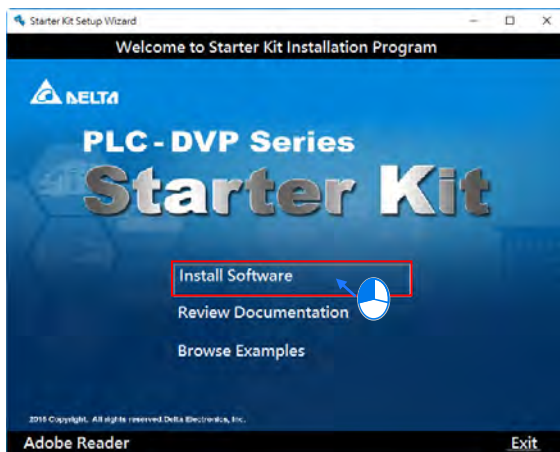 Starter Kit Setup Wizard
Welcome to Starter Kit Installation Program
DELTA
PLC-DVP Series
Starter Kit
Install Software
Review Documentation
Browse Examples
2015 Copyright. All rights reserved.Delta Electronics, Inc.
Adobe Reader
Exit